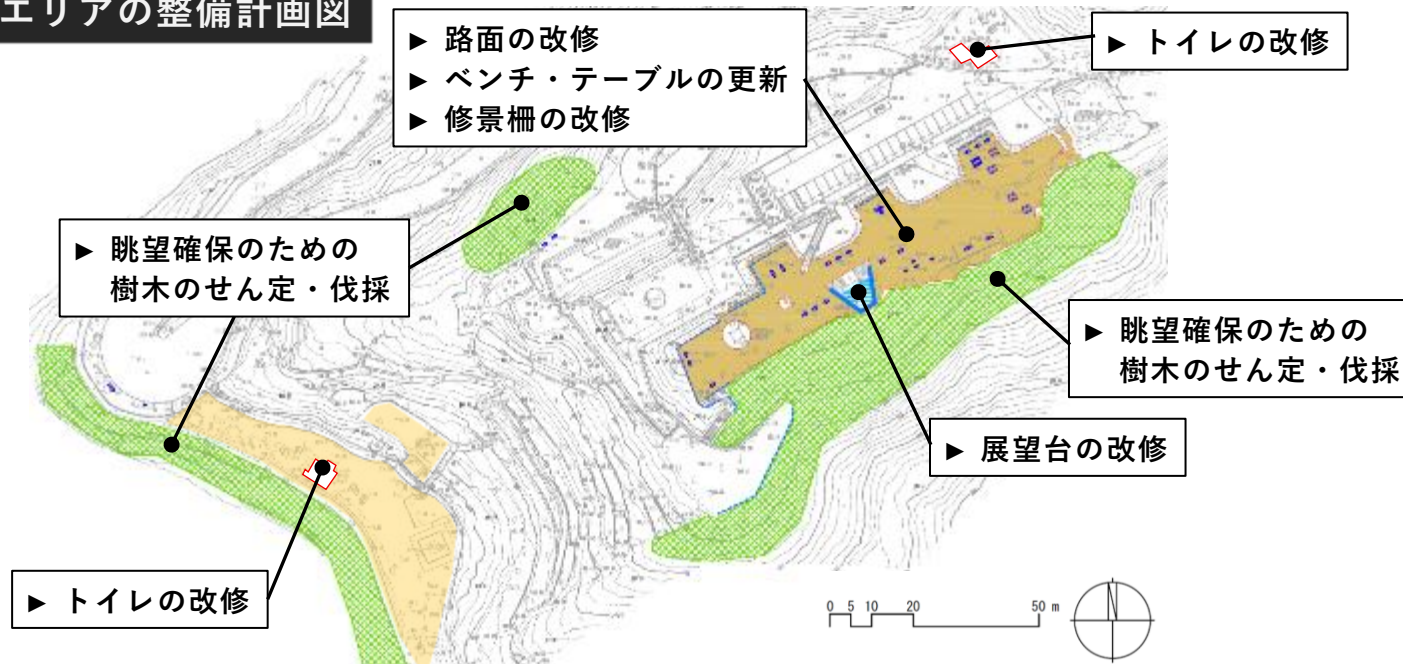 エリアの整備計画図
► 路面の改修
► ベンチ・テーブルの更新
► 修景柵の改修
► トイレの改修
► 眺望確保のための
樹木のせん定・伐採
► 眺望確保のための
樹木のせん定・伐採
► 展望台の改修
► トイレの改修
0 5 10 20 50 m